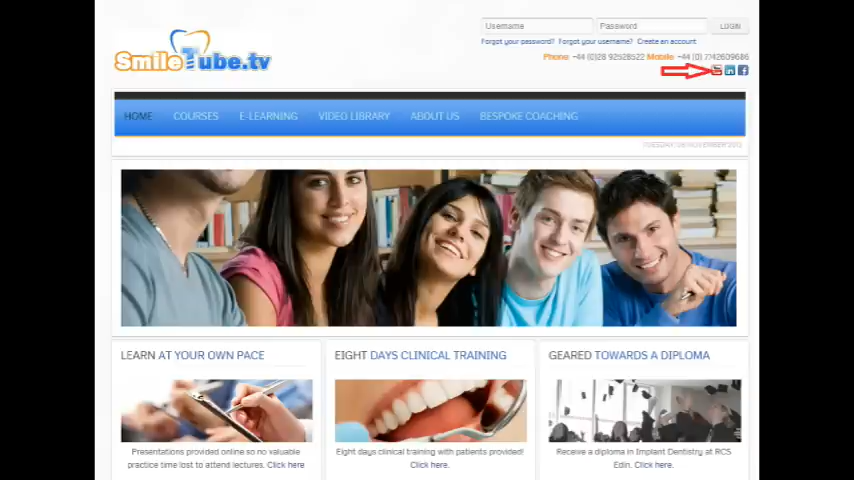 Username Password LOGIN
Forgot your password? Forgot your username? Create an account
SmileTube.tv
Phone: +44 (0)28 92528522 Mobile: +44 (0) 7742609686
HOME COURSES E-LEARNING VIDEO LIBRARY ABOUT US BESPOKE COACHING
LEARN AT YOUR OWN PACE
Presentations provided online so no valuable
practice time lost to attend lectures. Click here
EIGHT DAYS CLINICAL TRAINING
Eight days clinical training with patients provided!
Click here.
GEARED TOWARDS A DIPLOMA
Receive a diploma in Implant Dentistry at RCS
Edin. Click here.